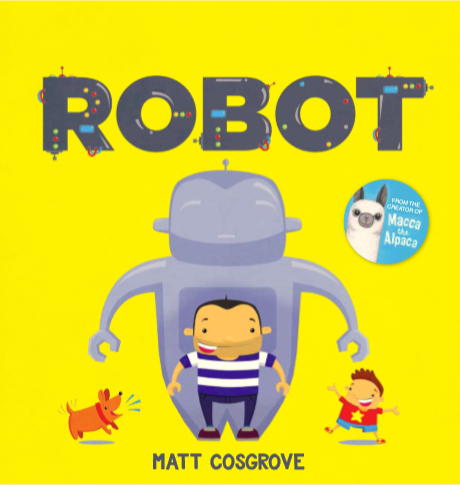 ROBOT
FROM THE
CREATOR OF
Macca
the
Alpaca
MATT COSGROVE